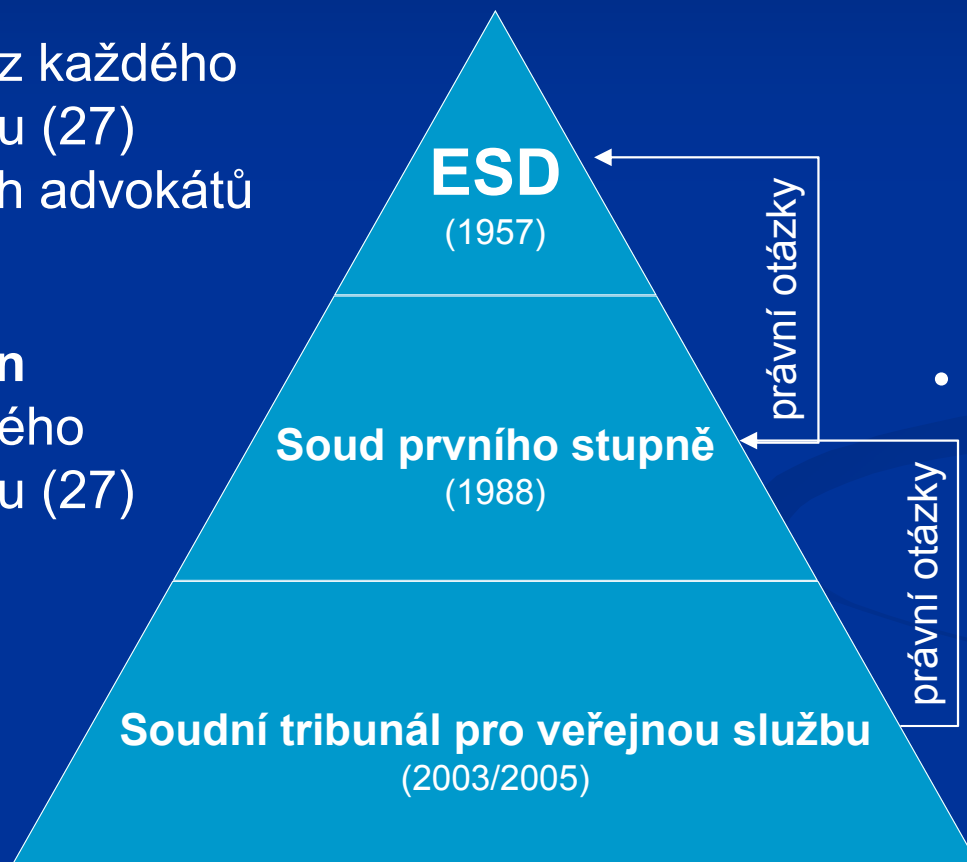 z každého
u (27)
h advokátů
n
ého
u (27)
ESD
(1957)
právní otázky
Soud prvního stupně
(1988)
•
právní otázky
Soudní tribunál pro veřejnou službu
(2003/2005)